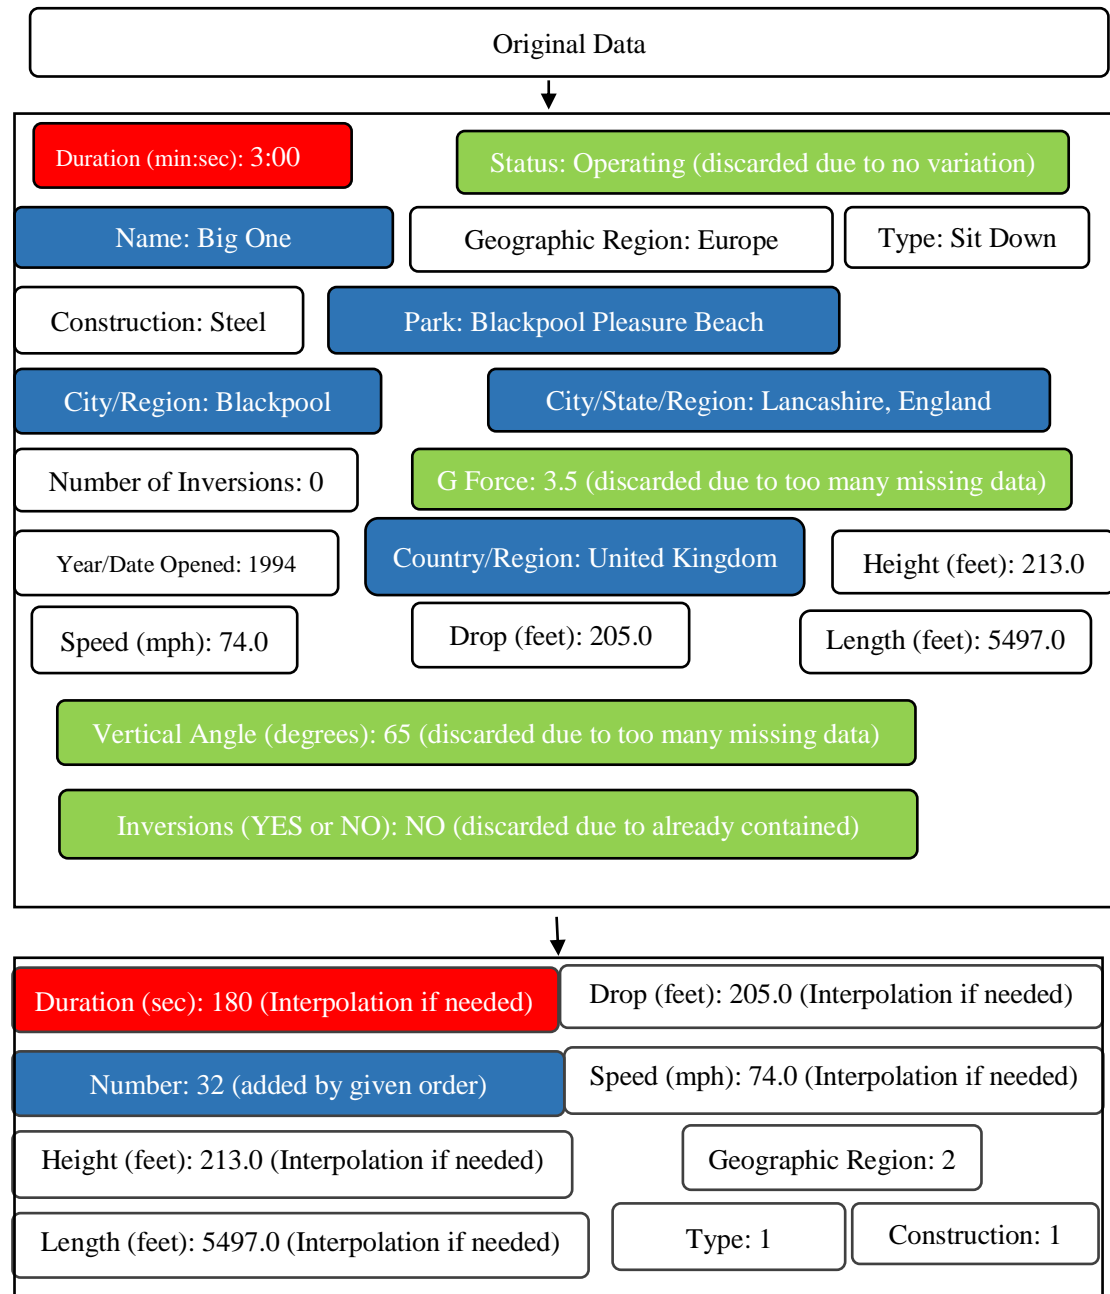 Original Data
Duration (min:sec): 3:00
Status: Operating (discarded due to no variation)
Name: Big One
Geographic Region: Europe
Type: Sit Down
Construction: Steel
Park: Blackpool Pleasure Beach
City/Region: Blackpool
City/State/Region: Lancashire, England
Number of Inversions: 0
G Force: 3.5 (discarded due to too many missing data)
Year/Date Opened: 1994
Country/Region: United Kingdom
Height (feet): 213.0
Speed (mph): 74.0
Drop (feet): 205.0
Length (feet): 5497.0
Vertical Angle (degrees): 65 (discarded due to too many missing data)
Inversions (YES or NO): NO (discarded due to already contained)
Duration (sec): 180 (Interpolation if needed)
Drop (feet): 205.0 (Interpolation if needed)
Number: 32 (added by given order)
Speed (mph): 74.0 (Interpolation if needed)
Height (feet): 213.0 (Interpolation if needed)
Geographic Region: 2
Length (feet): 5497.0 (Interpolation if needed)
Type: 1
Construction: 1